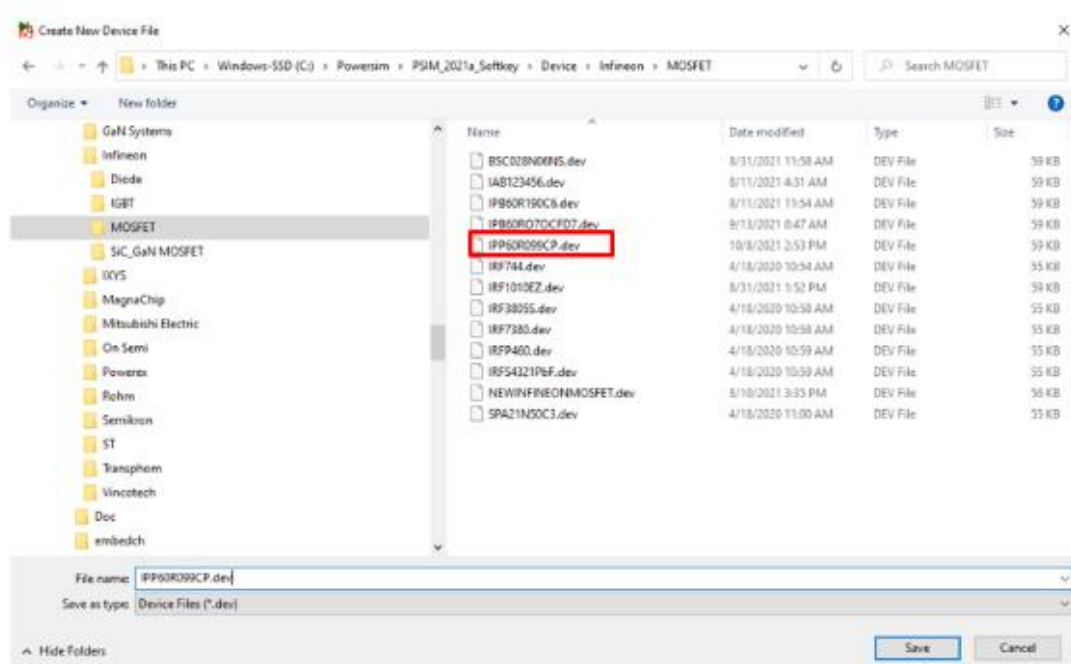 Create New Device File
This PC › Windows-SSD (C:) › Powersim › PSIM_2021a_Softkey › Device › Infineon › MOSFET
Search MOSFET
Organize
New folder
Name
Date modified
Type
Size
GaN Systems
Infineon
Diode
IGBT
MOSFET
SiC_GaN MOSFET
IXYS
MagnaChip
Mitsubishi Electric
On Semi
Powerex
Rohm
Semikron
ST
Transphorm
Vincotech
Doc
embedch
BSC028N06NS.dev 8/31/2021 11:58 AM DEV File 59 KB
IAB123456.dev 8/11/2021 4:31 AM DEV File 59 KB
IPB60R190C6.dev 8/11/2021 11:54 AM DEV File 59 KB
IPB60RO7OCFD7.dev 9/13/2021 8:47 AM DEV File 59 KB
IPP60R099CP.dev 10/8/2021 2:53 PM DEV File 59 KB
IRF744.dev 4/18/2020 10:54 AM DEV File 55 KB
IRF1010EZ.dev 8/31/2021 1:52 PM DEV File 59 KB
IRF3805S.dev 4/18/2020 10:58 AM DEV File 55 KB
IRF7380.dev 4/18/2020 10:58 AM DEV File 55 KB
IRFP460.dev 4/18/2020 10:59 AM DEV File 55 KB
IRFS4321PbF.dev 4/18/2020 10:59 AM DEV File 55 KB
NEWINFINEONMOSFET.dev 8/10/2021 3:35 PM DEV File 56 KB
SPA21N50C3.dev 4/18/2020 11:00 AM DEV File 55 KB
File name: IPP60R099CP.dev
Save as type: Device Files (*.dev)
Hide Folders
Save
Cancel